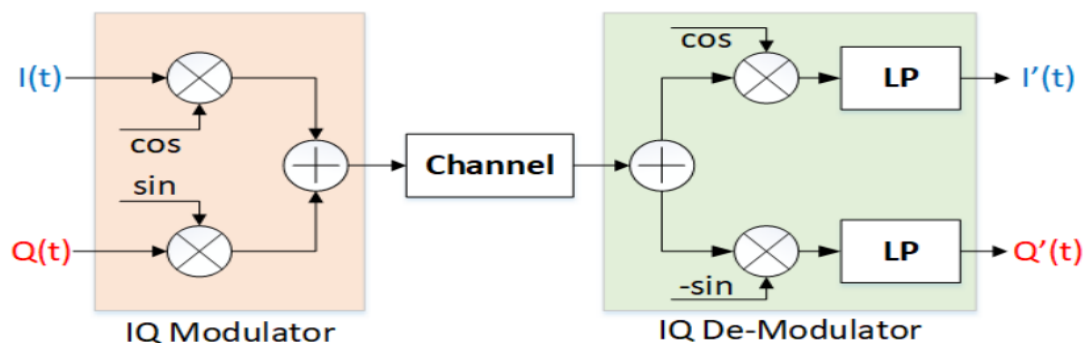 I(t)
cos
sin
Q(t)
IQ Modulator
Channel
cos
LP
I’(t)
-sin
LP
Q’(t)
IQ De-Modulator